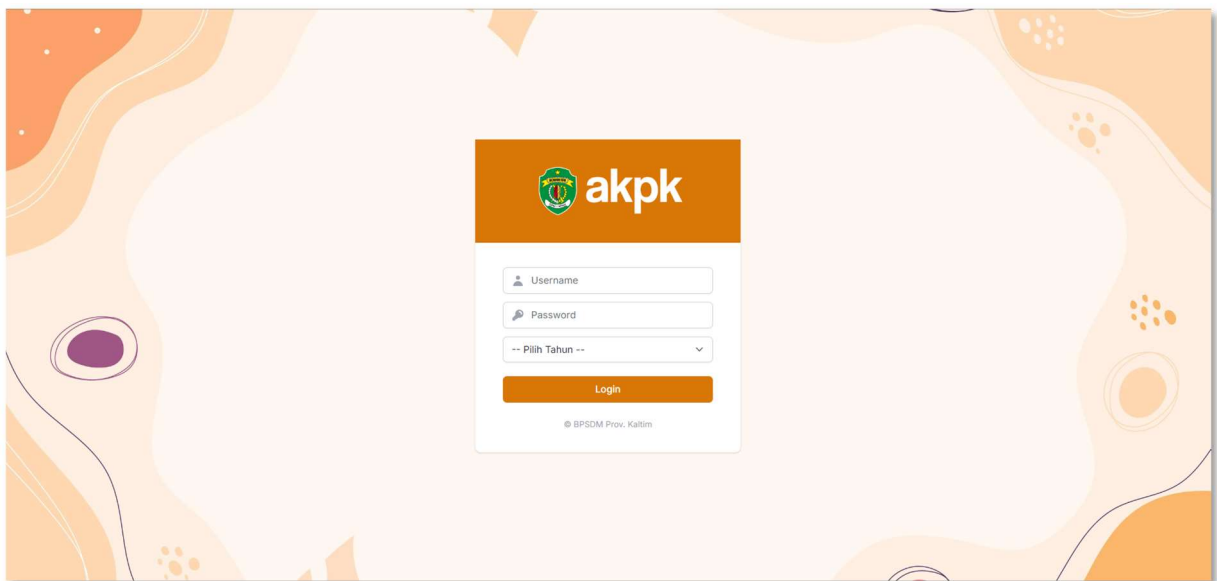 akpk
Username
Password
-- Pilih Tahun --
Login
© BPSDM Prov. Kaltim